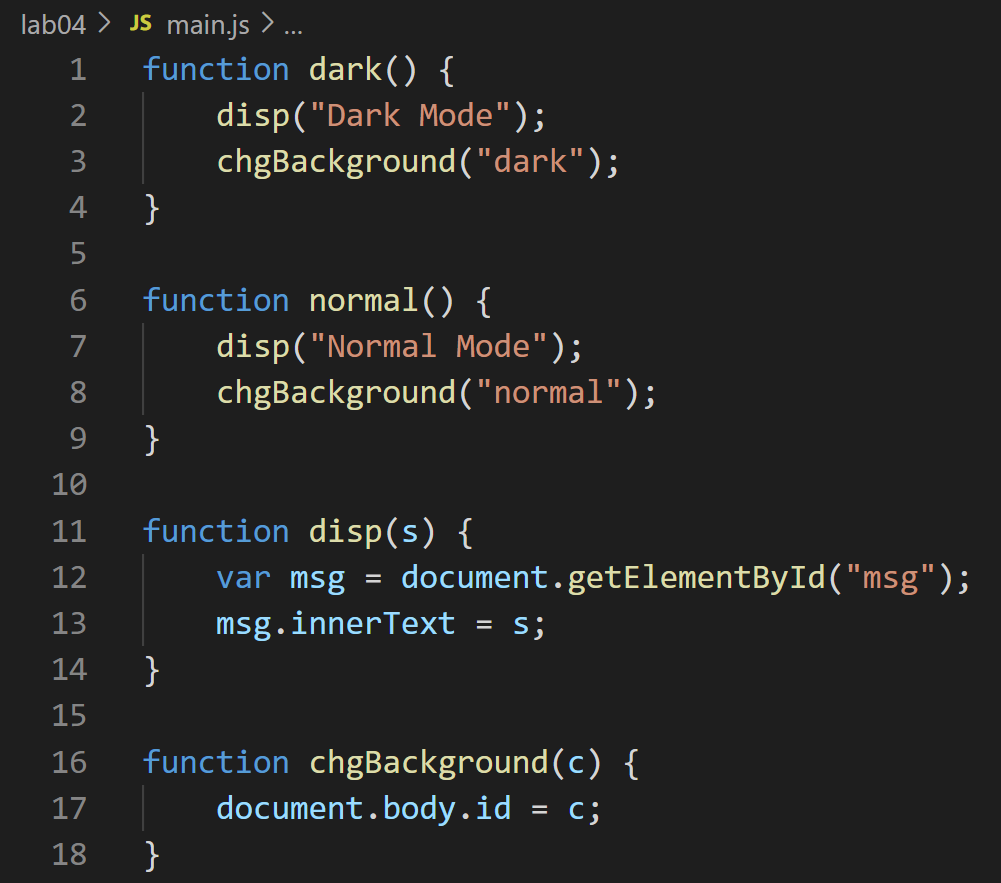 lab04 > JS main.js > ...
1 function dark() {
2     disp("Dark Mode");
3     chgBackground("dark");
4 }
5
6 function normal() {
7     disp("Normal Mode");
8     chgBackground("normal");
9 }
10
11 function disp(s) {
12     var msg = document.getElementById("msg");
13     msg.innerText = s;
14 }
15
16 function chgBackground(c) {
17     document.body.id = c;
18 }